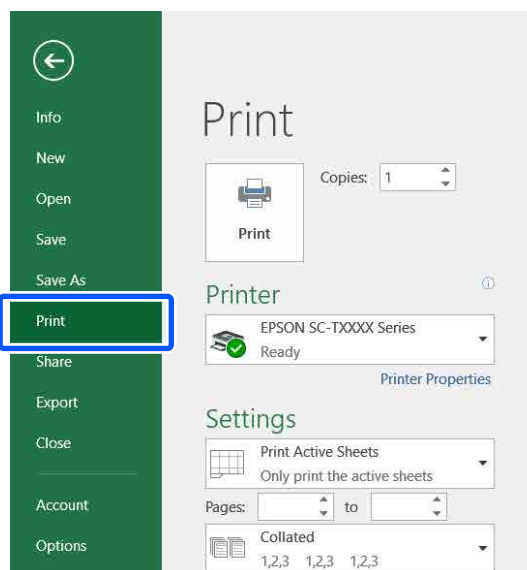 Info
New
Open
Save
Save As
Print
Share
Export
Close
Account
Options
Print
Copies: 1
Print
Printer
EPSON SC-TXXXX Series
Ready
Printer Properties
Settings
Print Active Sheets
Only print the active sheets
Pages: to
Collated
1,2,3 1,2,3 1,2,3